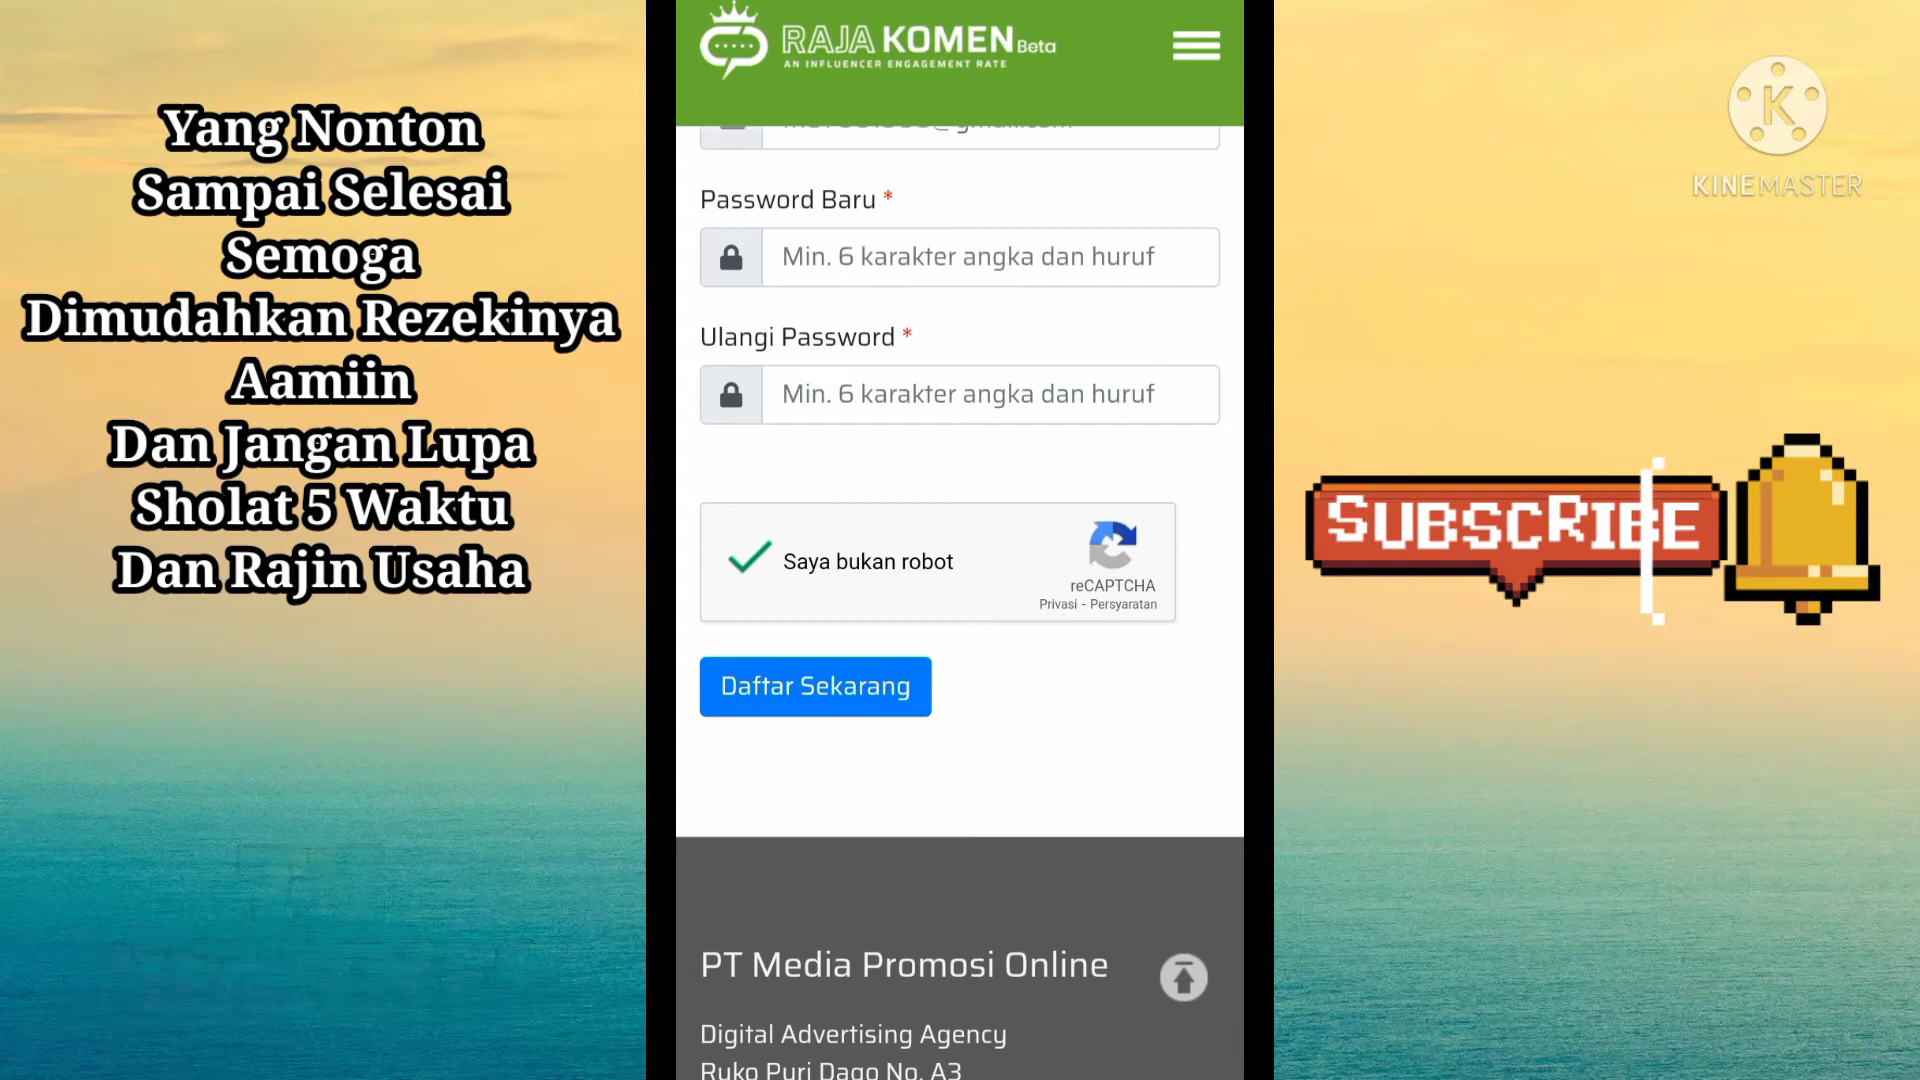 Yang Nonton
Sampai Selesai
Semoga
Dimudahkan Rezekinya
Aamiin
Dan Jangan Lupa
Sholat 5 Waktu
Dan Rajin Usaha
RAJA KOMEN Beta
AN INFLUENCER ENGAGEMENT RATE
Password Baru *
Min. 6 karakter angka dan huruf
Ulangi Password *
Min. 6 karakter angka dan huruf
Saya bukan robot
reCAPTCHA
Privasi - Persyaratan
Daftar Sekarang
PT Media Promosi Online
Digital Advertising Agency
Ruko Puri Dago No. A3
K
KINEMASTER
SUBSCRIBE